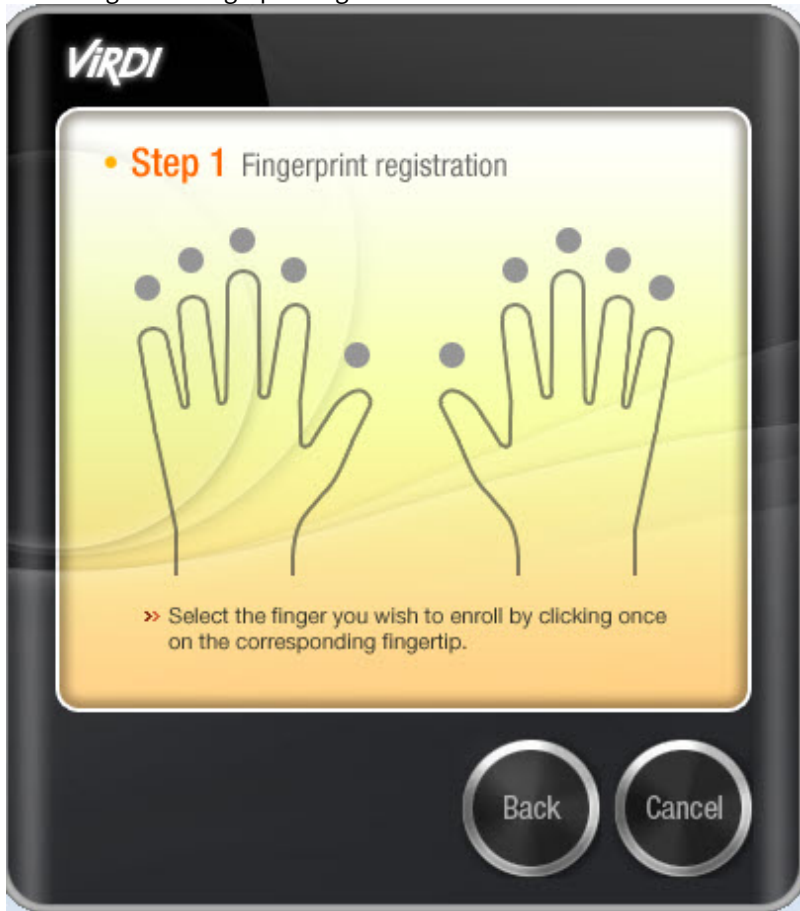 ViRDI
• Step 1 Fingerprint registration
>> Select the finger you wish to enroll by clicking once
on the corresponding fingertip.
Back
Cancel